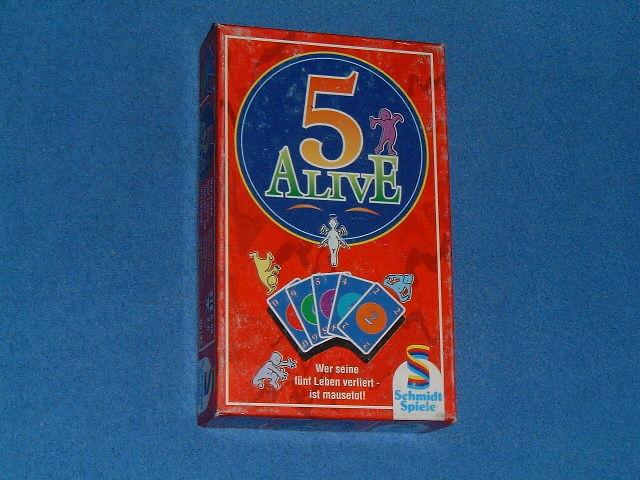 5
ALIVE
2
Wer seine
fünf Leben verliert -
ist mausetot!
Schmidt
Spiele